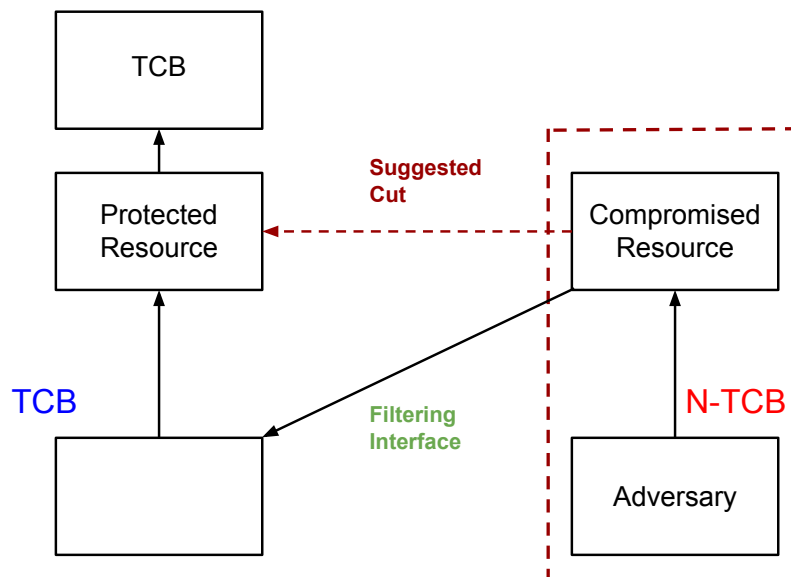 TCB
Suggested
Cut
Protected
Resource
Compromised
Resource
TCB
N-TCB
Filtering
Interface
Adversary